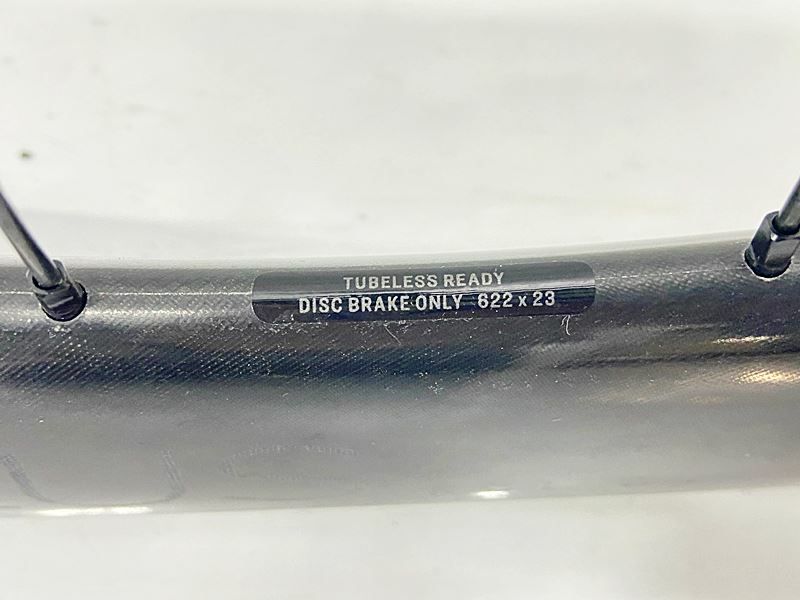 TUBELESS READY
DISC BRAKE ONLY 622 x 23